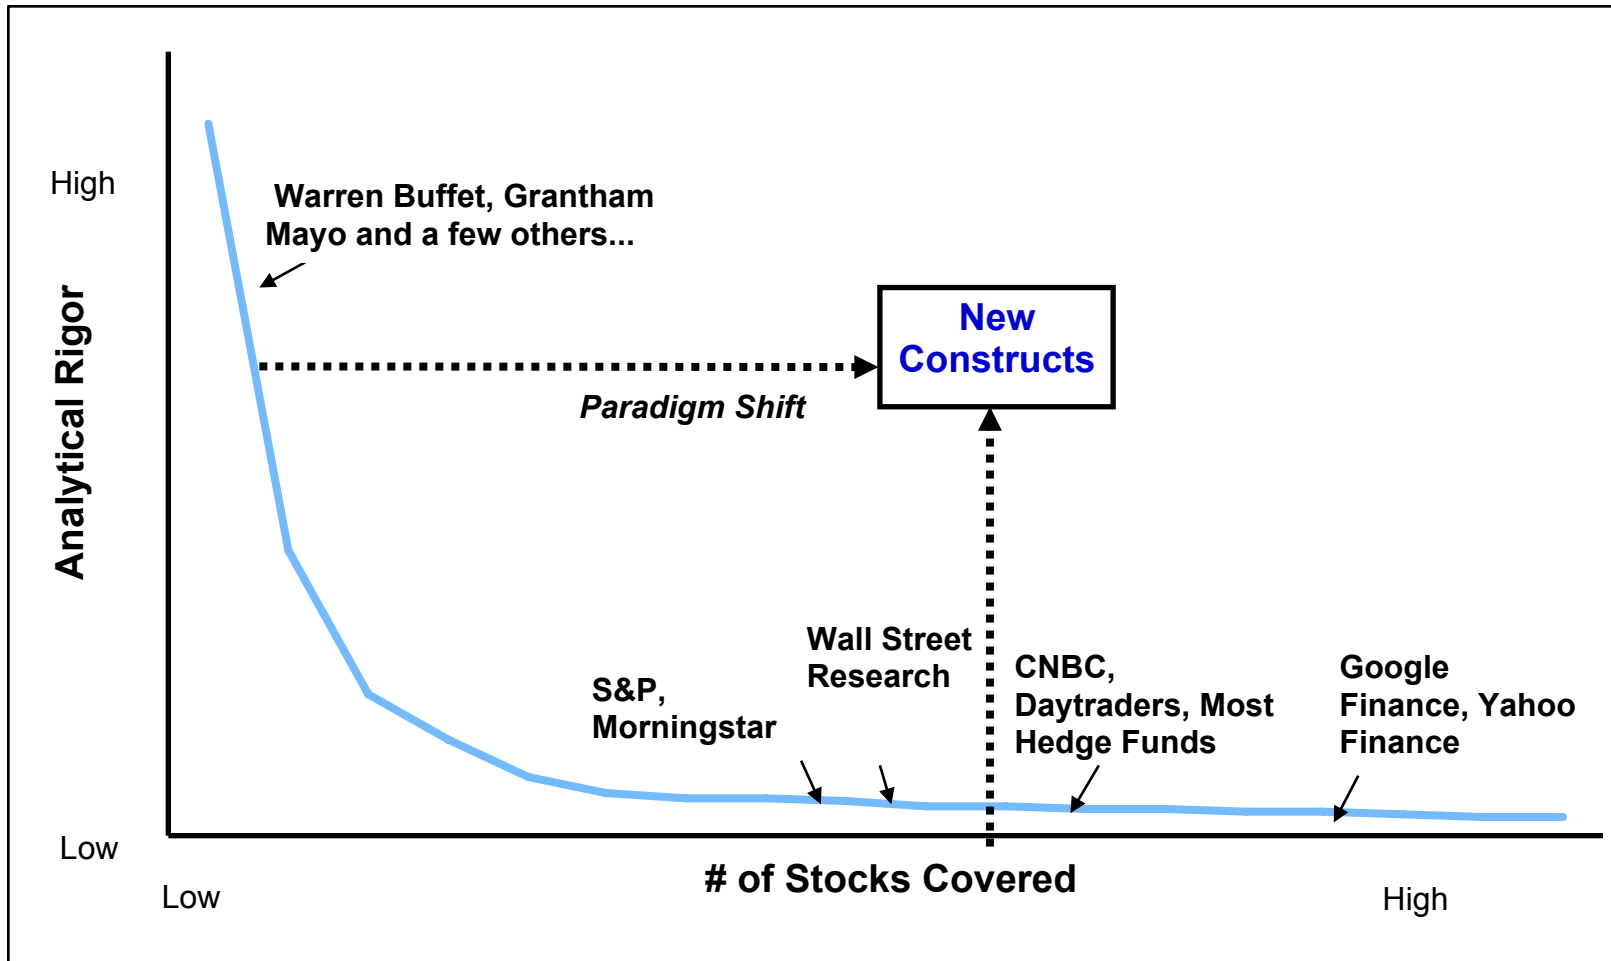 High
Warren Buffet, Grantham
Mayo and a few others...
Analytical Rigor
New
Constructs
Paradigm Shift
Wall Street
Research
S&P,
Morningstar
CNBC,
Daytraders, Most
Hedge Funds
Google
Finance, Yahoo
Finance
Low
Low
# of Stocks Covered
High